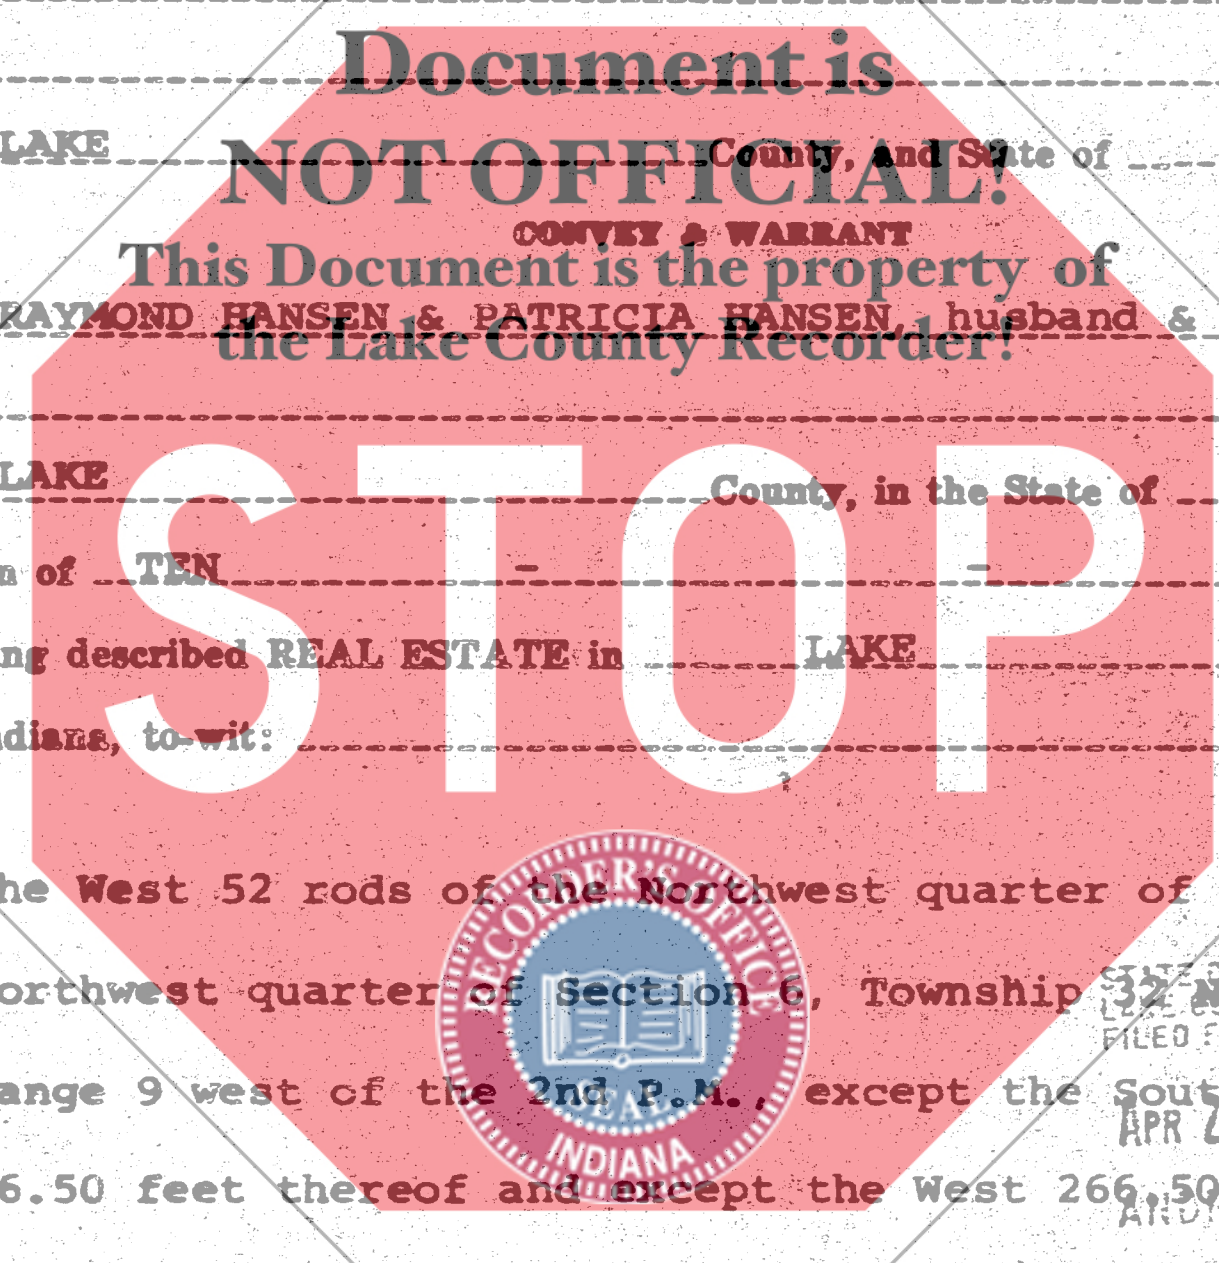 Document is
LAKE County, and State of
NOT OFFICIAL!
CONVEY & WARRANT
This Document is the property of
RAYMOND HANSEN & PATRICIA HANSEN, husband &
the Lake County Recorder!
STOP
LAKE County, in the State of
n of TEN - -
ng described REAL ESTATE in LAKE
ndiana, to-wit:
he West 52 rods of the Northwest quarter of
RECORDER'S OFFICE
orthwest quarter of Section 6, Township 32 N
FILED F
ange 9 west of the 2nd P.M., except the Sout
SEAL
APR
INDIANA
6.50 feet thereof and except the West 266.50